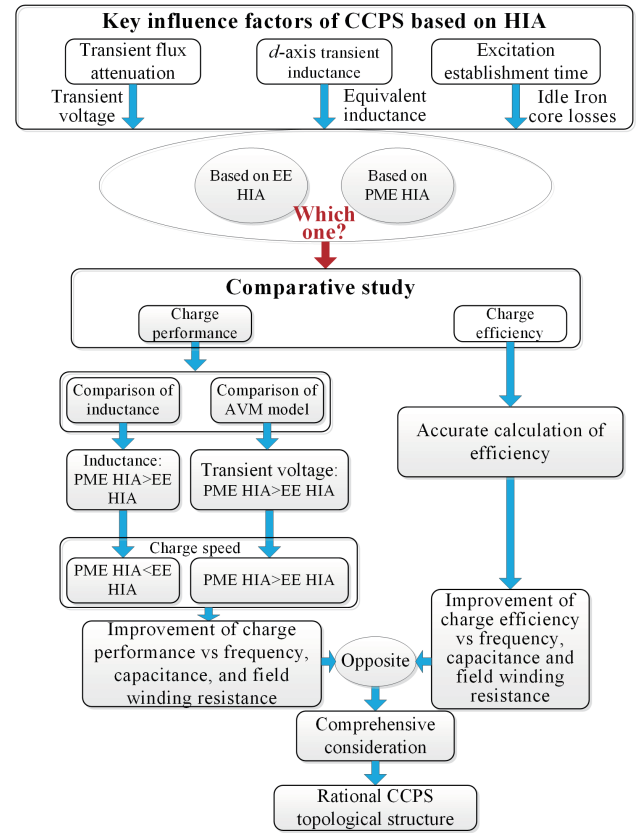 Key influence factors of CCPS based on HIA
Transient flux
attenuation
d-axis transient
inductance
Excitation
establishment time
Transient
voltage
Equivalent
inductance
Idle Iron
core losses
Based on EE
HIA
Based on
PME HIA
Which
one?
Comparative study
Charge
performance
Charge
efficiency
Comparison of
inductance
Comparison of
AVM model
Accurate calculation of
efficiency
Inductance:
PME HIA>EE
HIA
Transient voltage:
PME HIA>EE HIA
Charge speed
PME HIA<EE
HIA
PME HIA>EE HIA
Improvement of charge
performance vs frequency,
capacitance, and field
winding resistance
Opposite
Improvement of
charge efficiency
vs frequency,
capacitance and
field winding
resistance
Comprehensive
consideration
Rational CCPS
topological structure